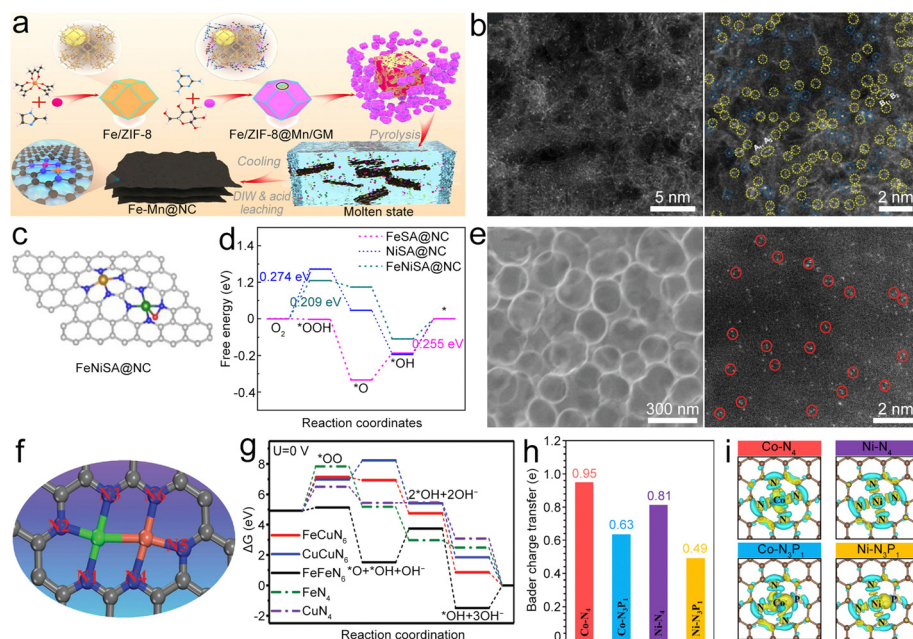 a
Fe/ZIF-8
Fe/ZIF-8@Mn/GM
Pyrolysis
Cooling
DIW & acid
leaching
Fe-Mn@NC
Molten state
b
5 nm
2 nm
c
FeNiSA@NC
d
FeSA@NC
NiSA@NC
FeNiSA@NC
0.274 eV
0.209 eV
0.255 eV
O2
*OOH
*O
*OH
*
Free energy (eV)
1.4
1.2
0
-0.2
-0.4
Reaction coordinates
e
300 nm
2 nm
f
N3
N6
N2
N5
N1
N4
g
U=0 V
*OO
2*OH+2OH⁻
*O+*OH+OH⁻
*OH+3OH⁻
FeCuN6
CuCuN6
FeFeN6
FeN4
CuN4
ΔG (eV)
8
6
4
2
0
-2
Reaction coordination
h
Bader charge transfer (e)
1.2
1.0
0.8
0.6
0.4
0.2
0.0
0.95
0.63
0.81
0.49
Co-N4
Co-N3P1
Ni-N4
Ni-N3P1
i
Co-N4
Ni-N4
N
N
Co
N
N
N
N
Ni
N
N
Co-N3P1
Ni-N3P1
N
N
Co
P
N
N
N
Ni
P
N